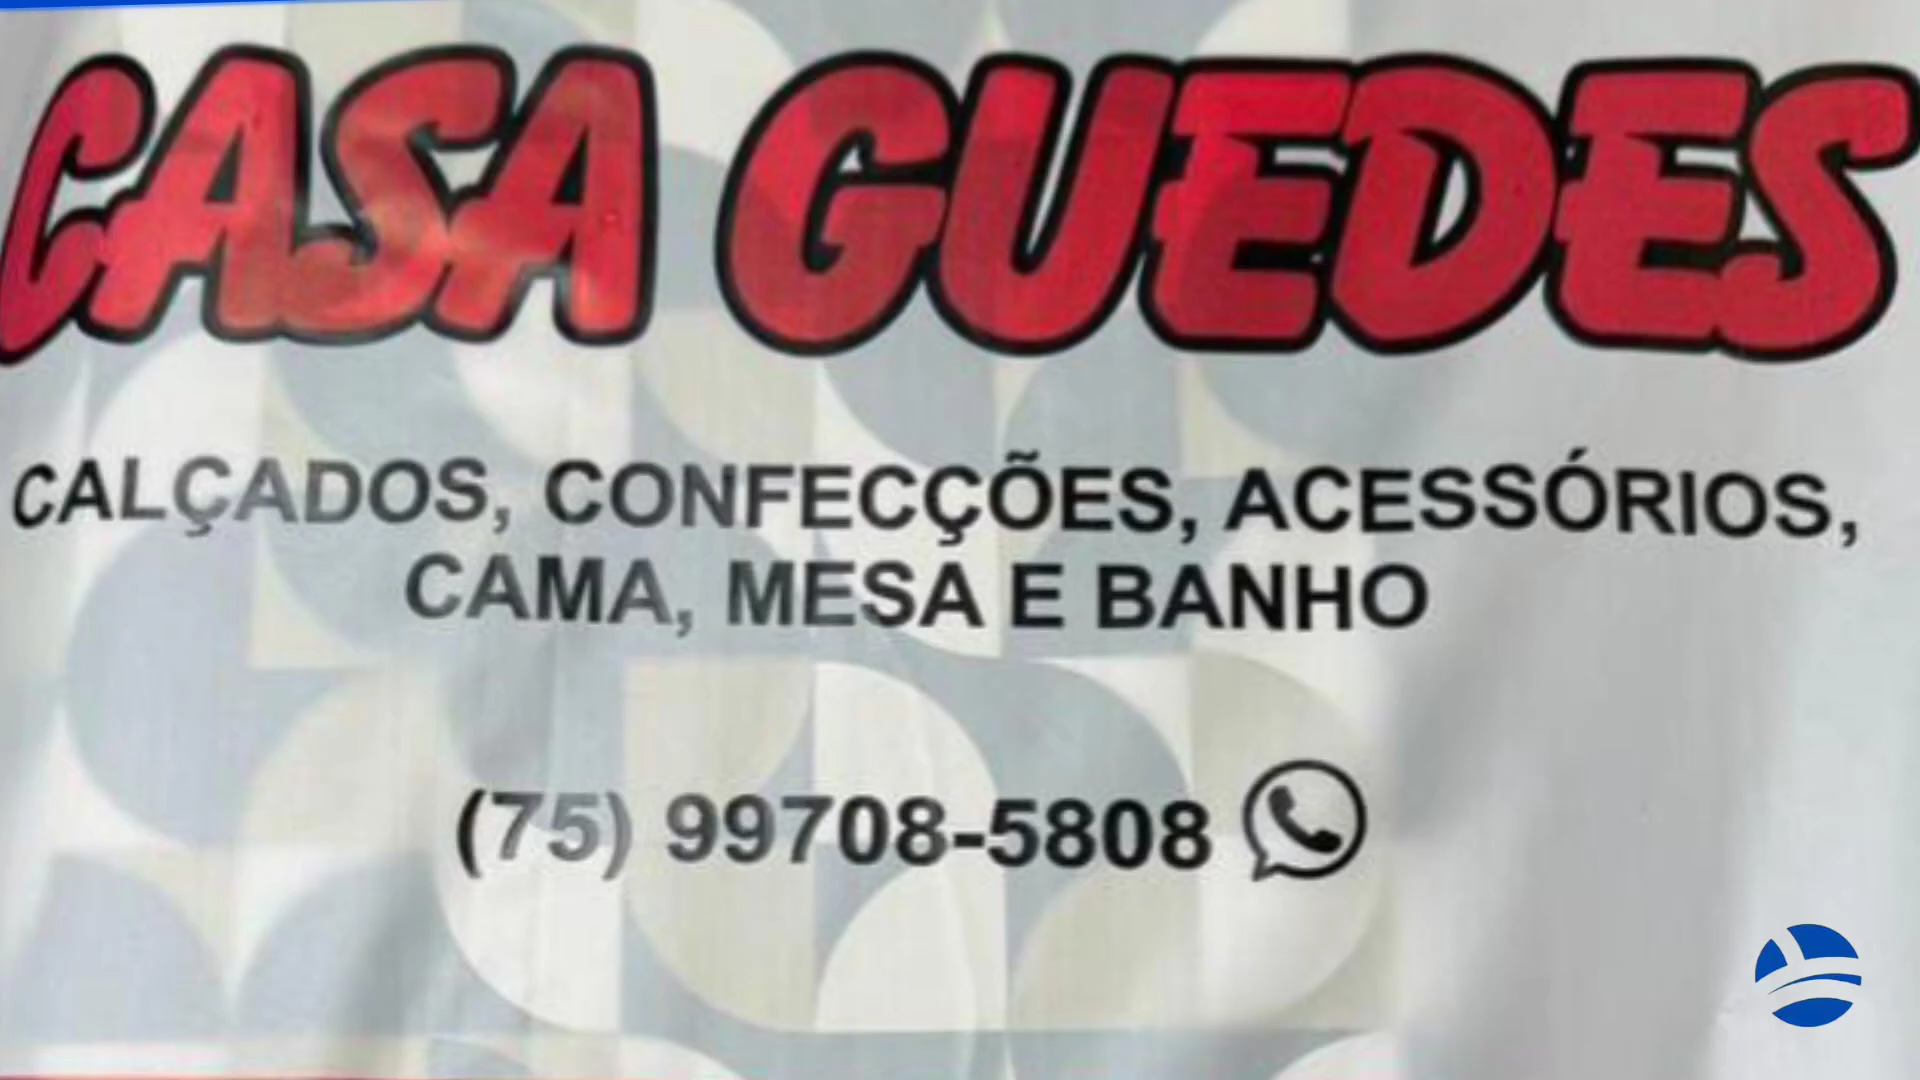 CASA GUEDES
CALÇADOS, CONFECÇÕES, ACESSÓRIOS,
CAMA, MESA E BANHO
(75) 99708-5808